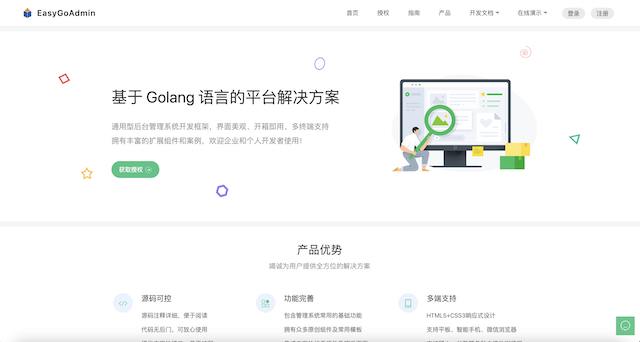 EasyGoAdmin
首页 授权 指南 产品 开发文档 在线演示 登录 注册
基于 Golang 语言的平台解决方案
通用型后台管理系统开发框架，界面美观、开箱即用、多终端支持
拥有丰富的扩展组件和案例，欢迎企业和个人开发者使用！
获取授权
产品优势
竭诚为用户提供全方位的解决方案
源码可控
源码注释详细、便于阅读
代码无后门、可放心使用
功能完善
包含管理系统常用的基础功能
拥有众多原创组件及常用模板
多端支持
HTML5+CSS3响应式设计
支持平板、智能手机、微信浏览器